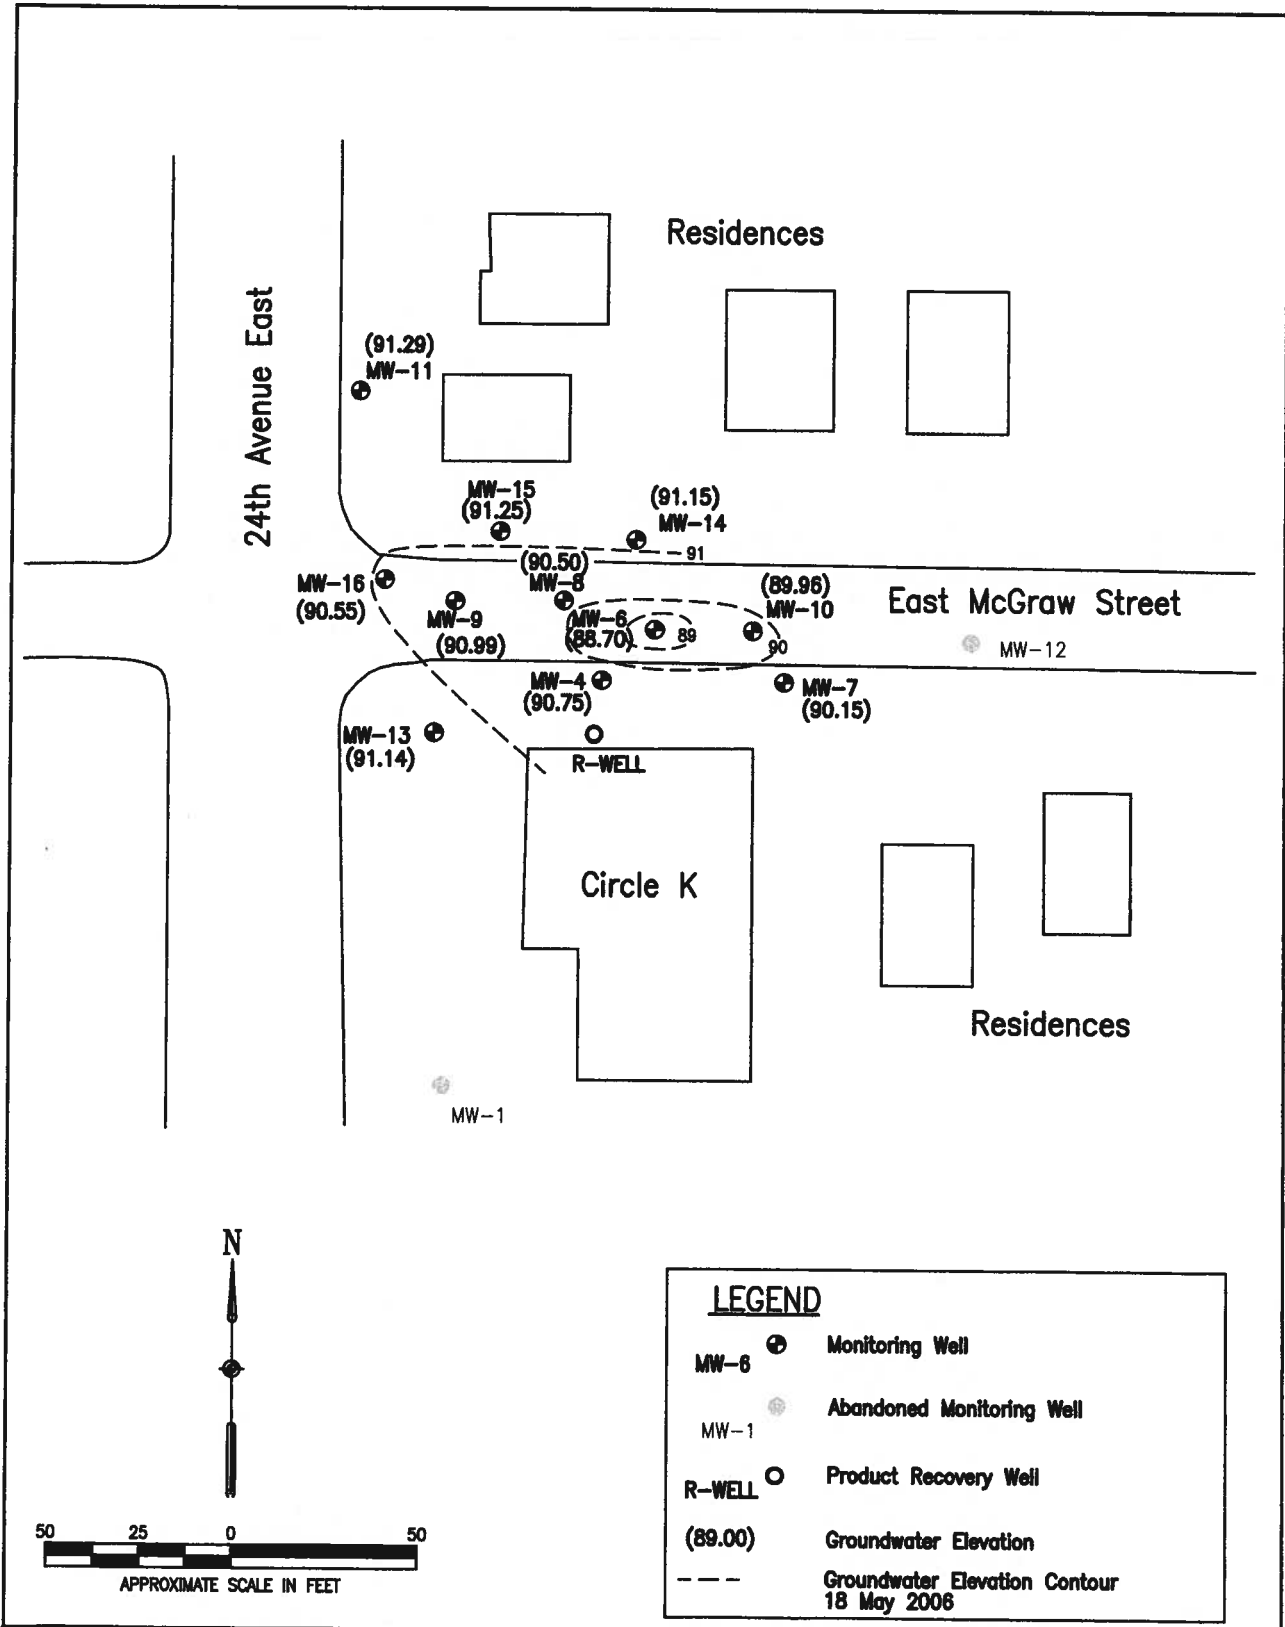 Residences
24th Avenue East
(91.29)
MW-11
MW-15
(91.25)
(91.15)
MW-14
91
(90.50)
MW-8
MW-16
(90.55)
MW-9
(90.99)
MW-6
(88.70)
89
(89.96)
MW-10
90
East McGraw Street
MW-12
MW-4
(90.75)
MW-7
(90.15)
MW-13
(91.14)
R-WELL
Circle K
Residences
MW-1
N
50 25 0 50
APPROXIMATE SCALE IN FEET
LEGEND
MW-6 Monitoring Well
MW-1 Abandoned Monitoring Well
R-WELL Product Recovery Well
(89.00) Groundwater Elevation
Groundwater Elevation Contour
18 May 2006